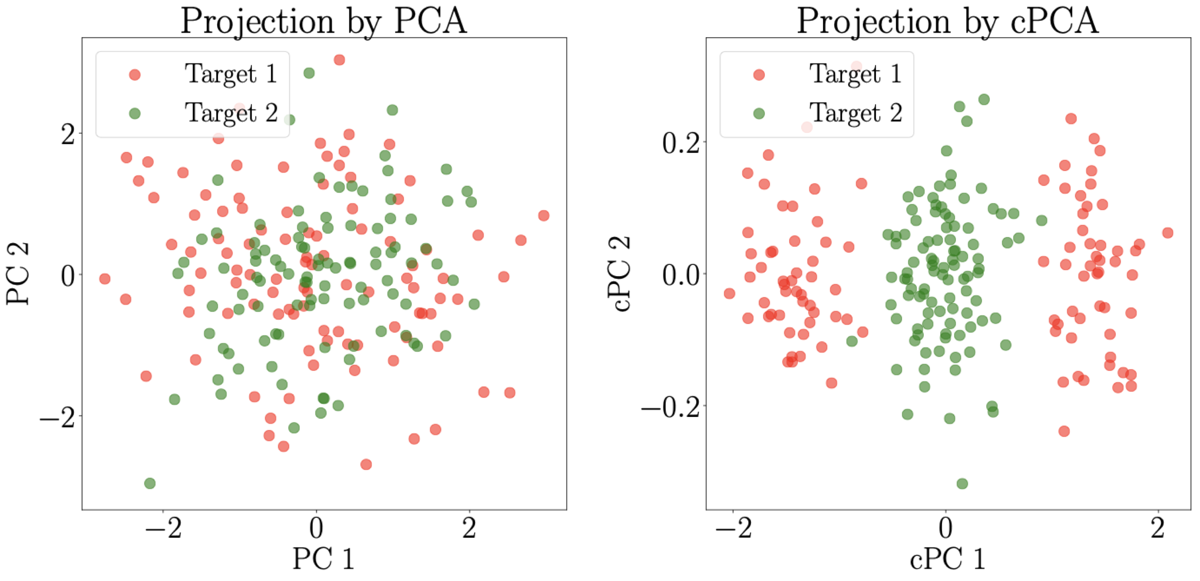 Projection by PCA
Target 1
Target 2
2
0
−2
PC 2
−2
0
2
PC 1
Projection by cPCA
Target 1
Target 2
0.2
0.0
−0.2
cPC 2
−2
0
2
cPC 1